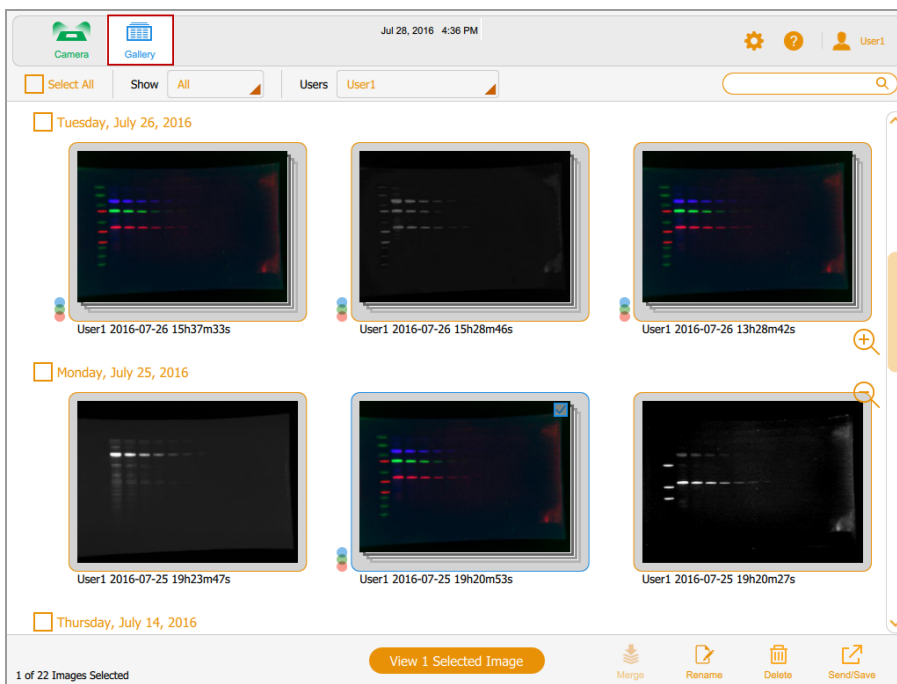 Jul 28, 2016 4:36 PM
Camera
Gallery
User1
Select All
Show All
Users User1
Tuesday, July 26, 2016
User1 2016-07-26 15h37m33s
User1 2016-07-26 15h28m46s
User1 2016-07-26 13h28m42s
Monday, July 25, 2016
User1 2016-07-25 19h23m47s
User1 2016-07-25 19h20m53s
User1 2016-07-25 19h20m27s
Thursday, July 14, 2016
1 of 22 Images Selected
View 1 Selected Image
Merge
Rename
Delete
Send/Save